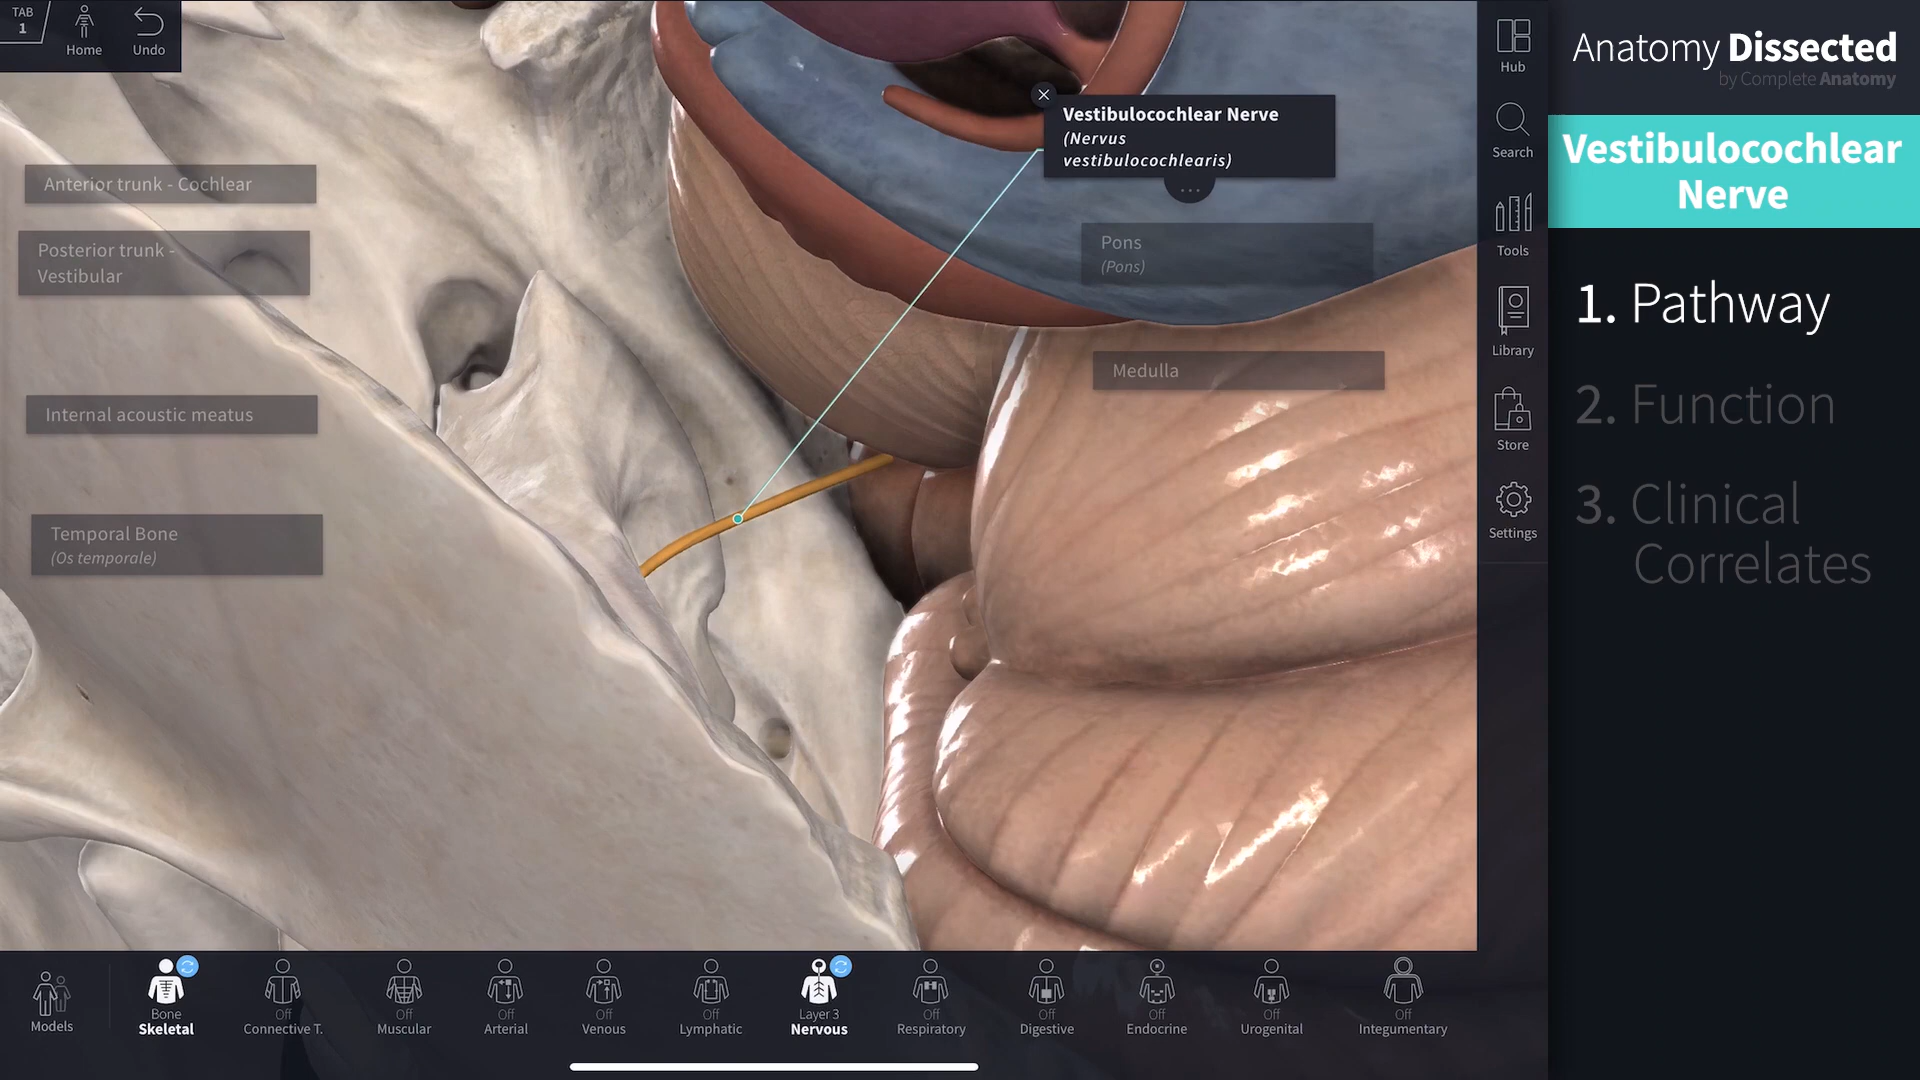 TAB
1
Home
Undo
Anterior trunk - Cochlear
Posterior trunk -
Vestibular
Internal acoustic meatus
Temporal Bone
(Os temporale)
Vestibulocochlear Nerve
(Nervus
vestibulocochlearis)
...
Pons
(Pons)
Medulla
Hub
Search
Tools
Library
Store
Settings
Anatomy Dissected
by Complete Anatomy
Vestibulocochlear
Nerve
1. Pathway
2. Function
3. Clinical
Correlates
Models
Bone
Skeletal
Off
Connective T.
Off
Muscular
Off
Arterial
Off
Venous
Off
Lymphatic
Layer 3
Nervous
Off
Respiratory
Off
Digestive
Off
Endocrine
Off
Urogenital
Off
Integumentary